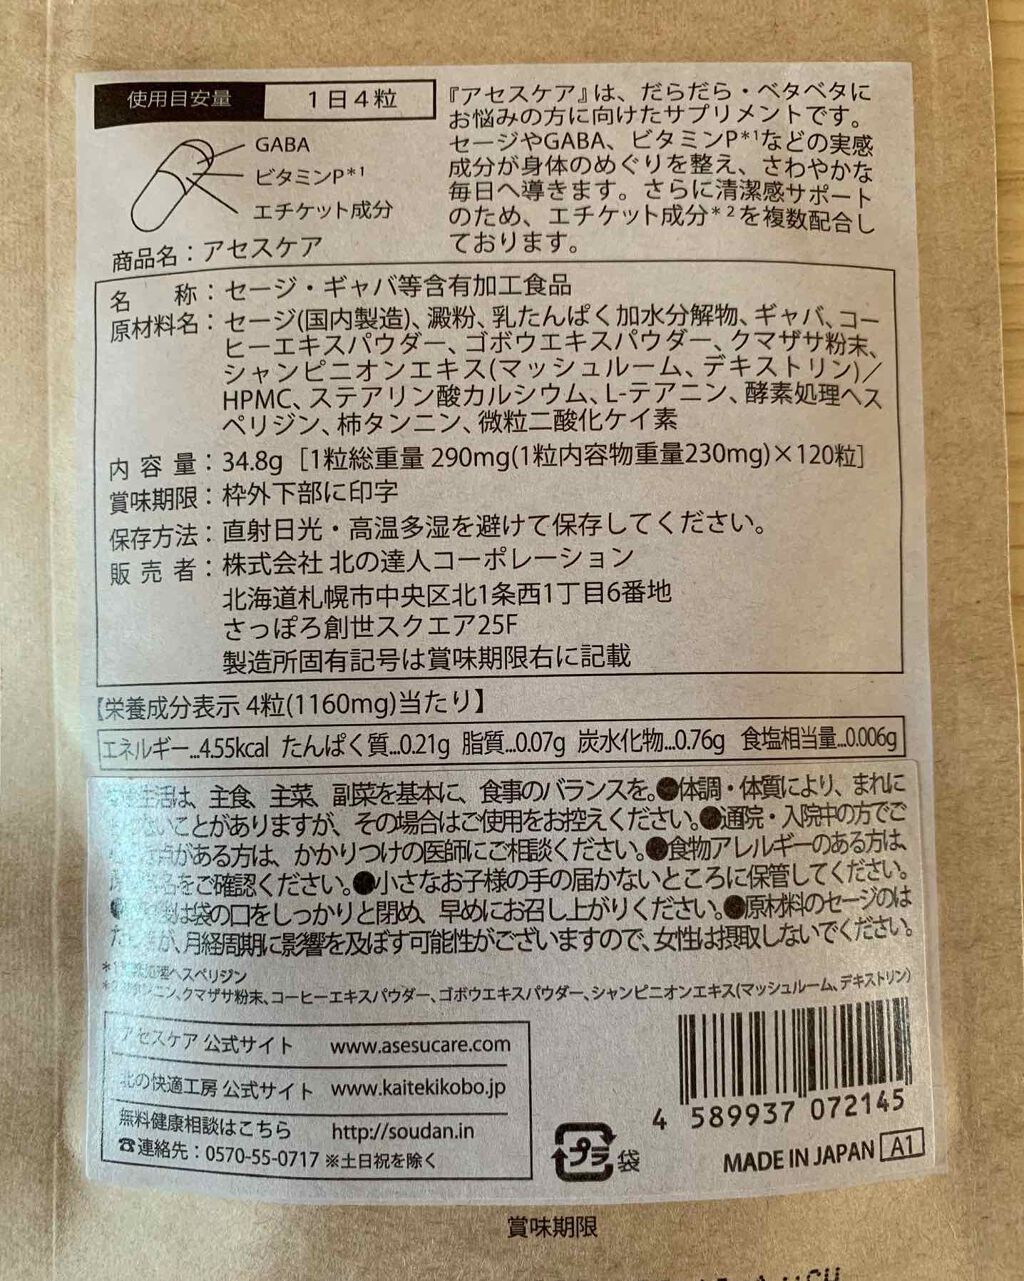 使用目安量 1日4粒
GABA
ビタミンP*1
エチケット成分
商品名：アセスケア
『アセスケア』は、だらだら・ベタベタに
お悩みの方に向けたサプリメントです。
セージやGABA、ビタミンP*1などの実感
成分が身体のめぐりを整え、さわやかな
毎日へ導きます。さらに清潔感サポート
のため、エチケット成分*2を複数配合し
ております。
名 称：セージ・ギャバ等含有加工食品
原材料名：セージ(国内製造)、澱粉、乳たんぱく加水分解物、ギャバ、コー
ヒーエキスパウダー、ゴボウエキスパウダー、クマザサ粉末、
シャンピニオンエキス(マッシュルーム、デキストリン)／
HPMC、ステアリン酸カルシウム、L-テアニン、酵素処理ヘス
ペリジン、柿タンニン、微粒二酸化ケイ素
内容量：34.8g［1粒総重量 290mg(1粒内容物重量230mg)×120粒］
賞味期限：枠外下部に印字
保存方法：直射日光・高温多湿を避けて保存してください。
販売者：株式会社 北の達人コーポレーション
北海道札幌市中央区北1条西1丁目6番地
さっぽろ創世スクエア25F
製造所固有記号は賞味期限右に記載
【栄養成分表示 4粒(1160mg)当たり】
エネルギー…4.55kcal たんぱく質…0.21g 脂質…0.07g 炭水化物…0.76g 食塩相当量…0.006g
生活は、主食、主菜、副菜を基本に、食事のバランスを。●体調・体質により、まれに
ないことがありますが、その場合はご使用をお控えください。●通院・入院中の方でご
点がある方は、かかりつけの医師にご相談ください。●食物アレルギーのある方は、
名をご確認ください。●小さなお子様の手の届かないところに保管してください。
は袋の口をしっかりと閉め、早めにお召し上がりください。●原材料のセージのは
が、月経周期に影響を及ぼす可能性がございますので、女性は摂取しないでください。
*1 処理ヘスペリジン
タンニン、クマザサ粉末、コーヒーエキスパウダー、ゴボウエキスパウダー、シャンピニオンエキス(マッシュルーム、デキストリン)
アセスケア 公式サイト www.asesucare.com
北の快適工房 公式サイト www.kaitekikobo.jp
無料健康相談はこちら http://soudan.in
☎連絡先：0570-55-0717 ※土日祝を除く
4 589937 072145
プラ 袋
MADE IN JAPAN A1
賞味期限